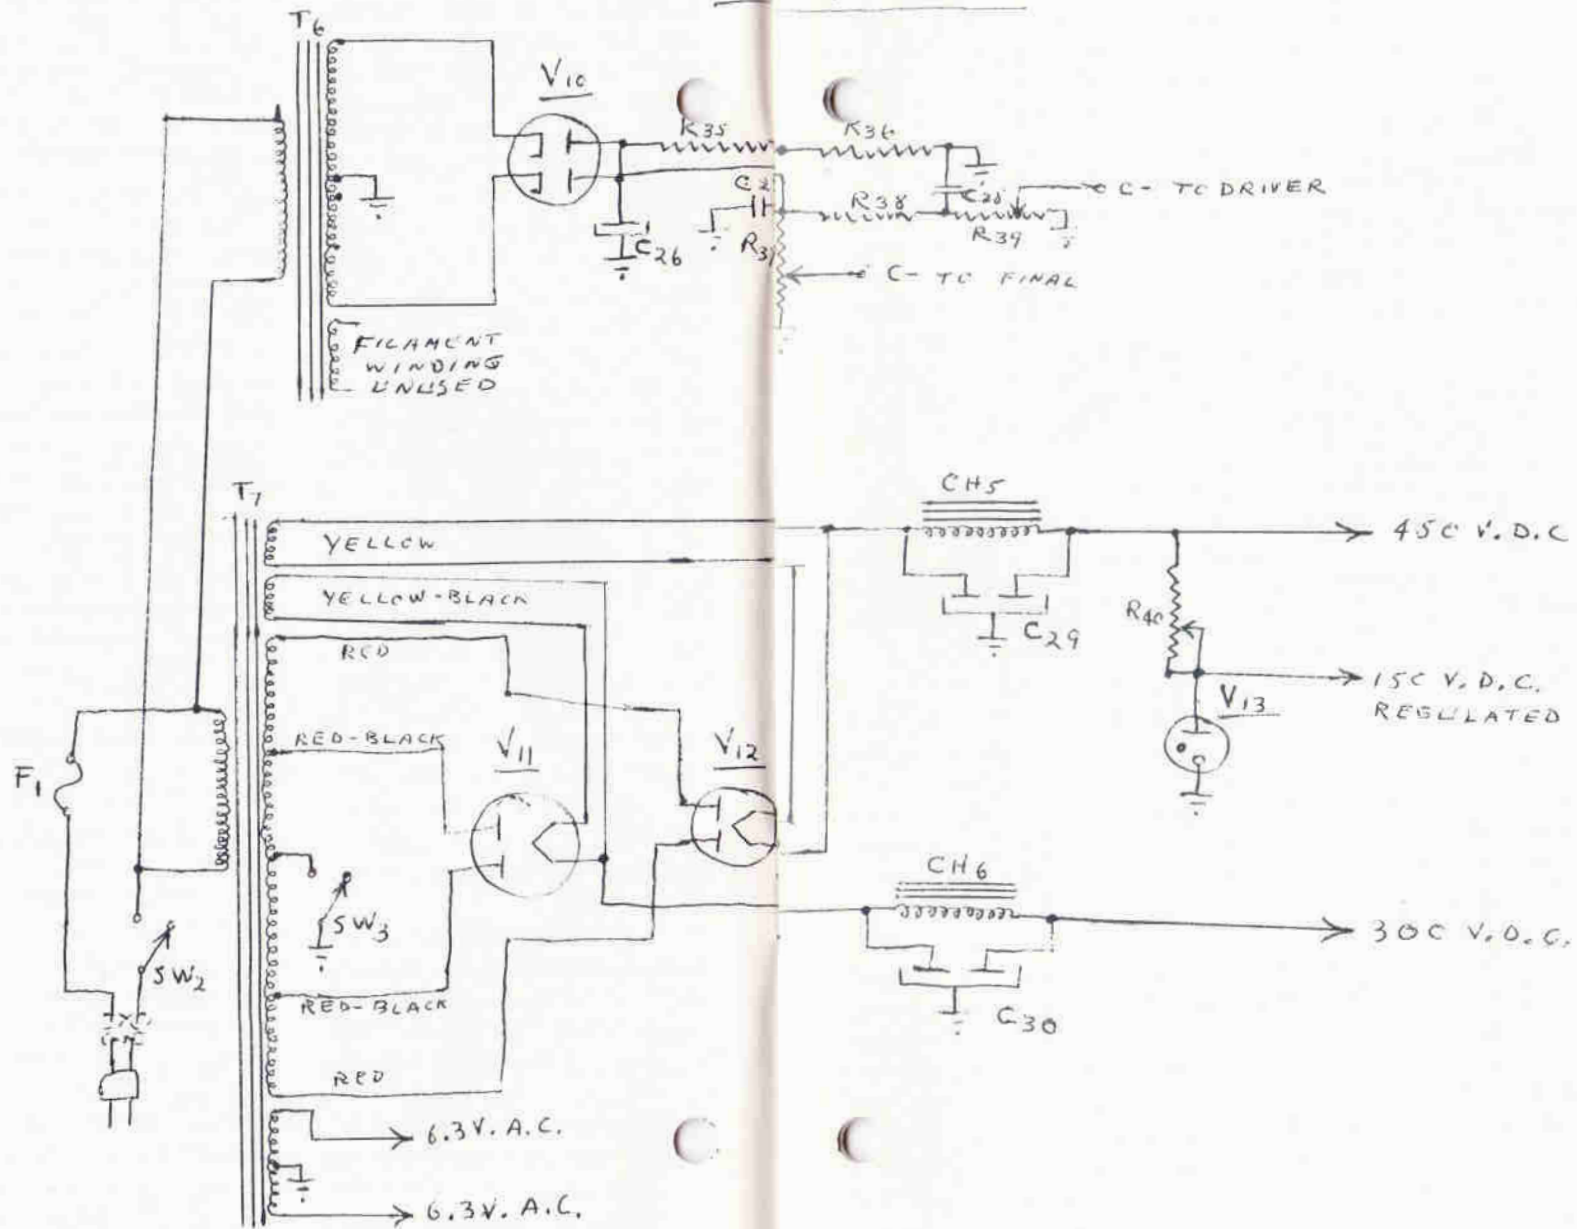 T6
V10
R35
R36
C2
C28
C- TO DRIVER
R38
R39
C26
R37
C- TO FINAL
FILAMENT
WINDING
UNUSED
T7
CH5
YELLOW
450 V.D.C
YELLOW-BLACK
C29
R40
RED
150 V.D.C.
REGULATED
V13
RED-BLACK
V11
V12
F1
CH6
SW3
300 V.D.C.
SW2
RED-BLACK
C30
RED
6.3V.A.C.
6.3V.A.C.